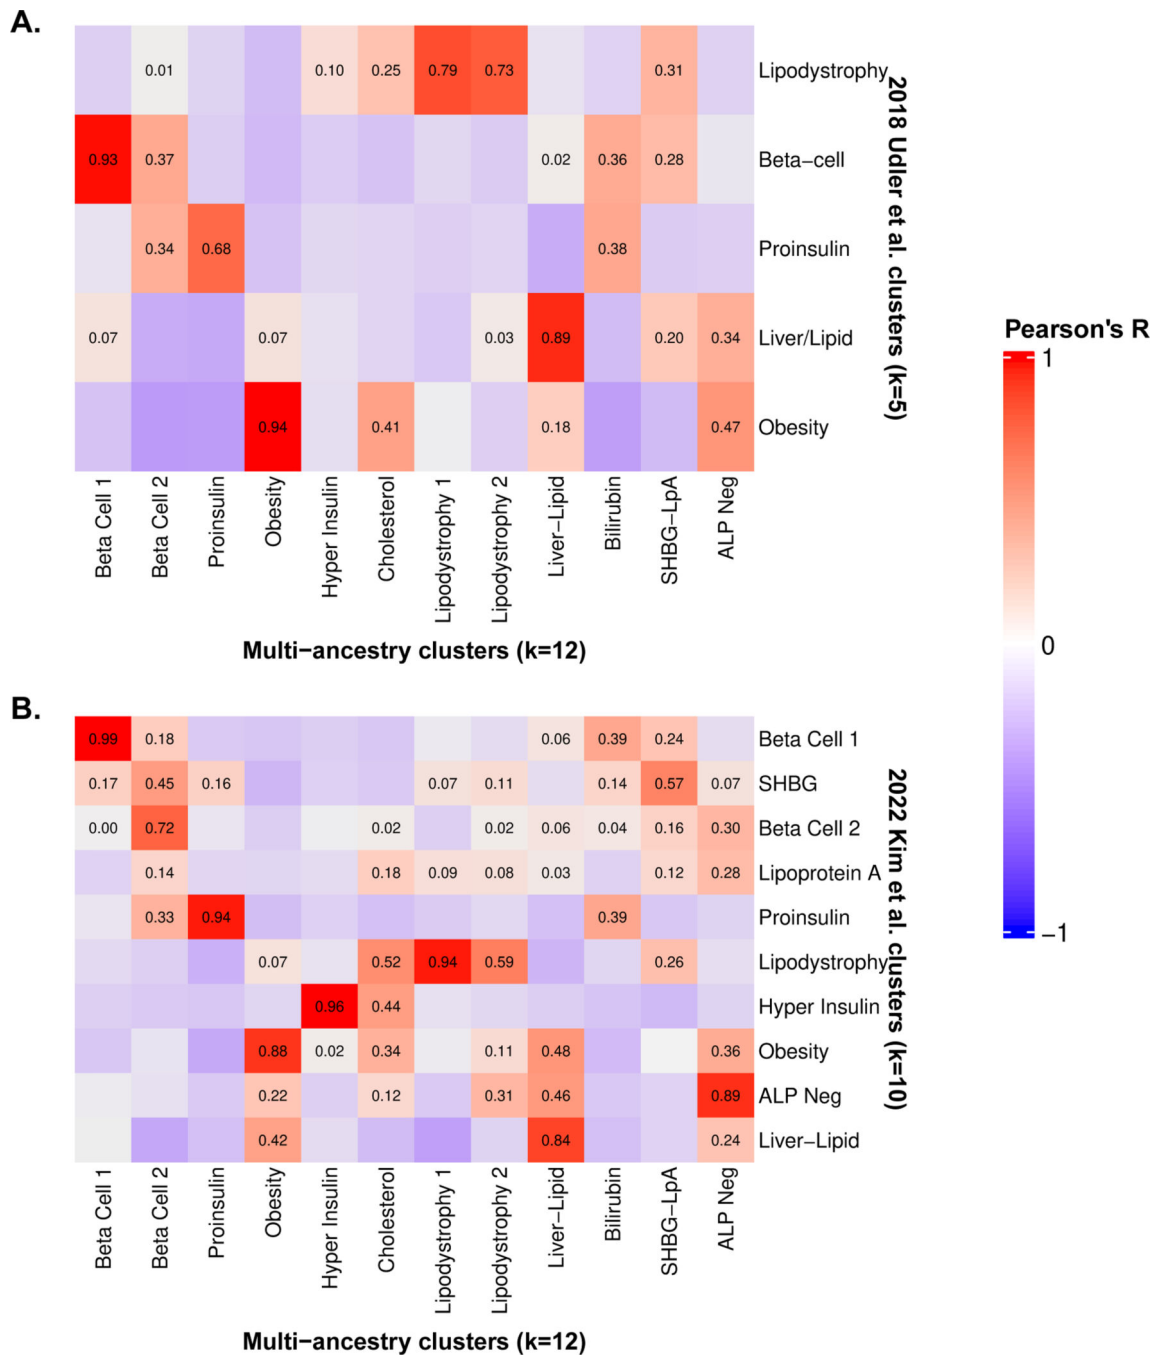 A.
0.01 0.10 0.25 0.79 0.73 0.31 Lipodystrophy
0.93 0.37 0.02 0.36 0.28 Beta−cell
0.34 0.68 0.38 Proinsulin
0.07 0.07 0.03 0.89 0.20 0.34 Liver/Lipid
0.94 0.41 0.18 0.47 Obesity
2018 Udler et al. clusters (k=5)
Beta Cell 1
Beta Cell 2
Proinsulin
Obesity
Hyper Insulin
Cholesterol
Lipodystrophy 1
Lipodystrophy 2
Liver−Lipid
Bilirubin
SHBG−LpA
ALP Neg
Multi−ancestry clusters (k=12)
Pearson's R
1
0
−1
B.
0.99 0.18 0.06 0.39 0.24 Beta Cell 1
0.17 0.45 0.16 0.07 0.11 0.14 0.57 0.07 SHBG
0.00 0.72 0.02 0.02 0.06 0.04 0.16 0.30 Beta Cell 2
0.14 0.18 0.09 0.08 0.03 0.12 0.28 Lipoprotein A
0.33 0.94 0.39 Proinsulin
0.07 0.52 0.94 0.59 0.26 Lipodystrophy
0.96 0.44 Hyper Insulin
0.88 0.02 0.34 0.11 0.48 0.36 Obesity
0.22 0.12 0.31 0.46 0.89 ALP Neg
0.42 0.84 0.24 Liver−Lipid
2022 Kim et al. clusters (k=10)
Beta Cell 1
Beta Cell 2
Proinsulin
Obesity
Hyper Insulin
Cholesterol
Lipodystrophy 1
Lipodystrophy 2
Liver−Lipid
Bilirubin
SHBG−LpA
ALP Neg
Multi−ancestry clusters (k=12)